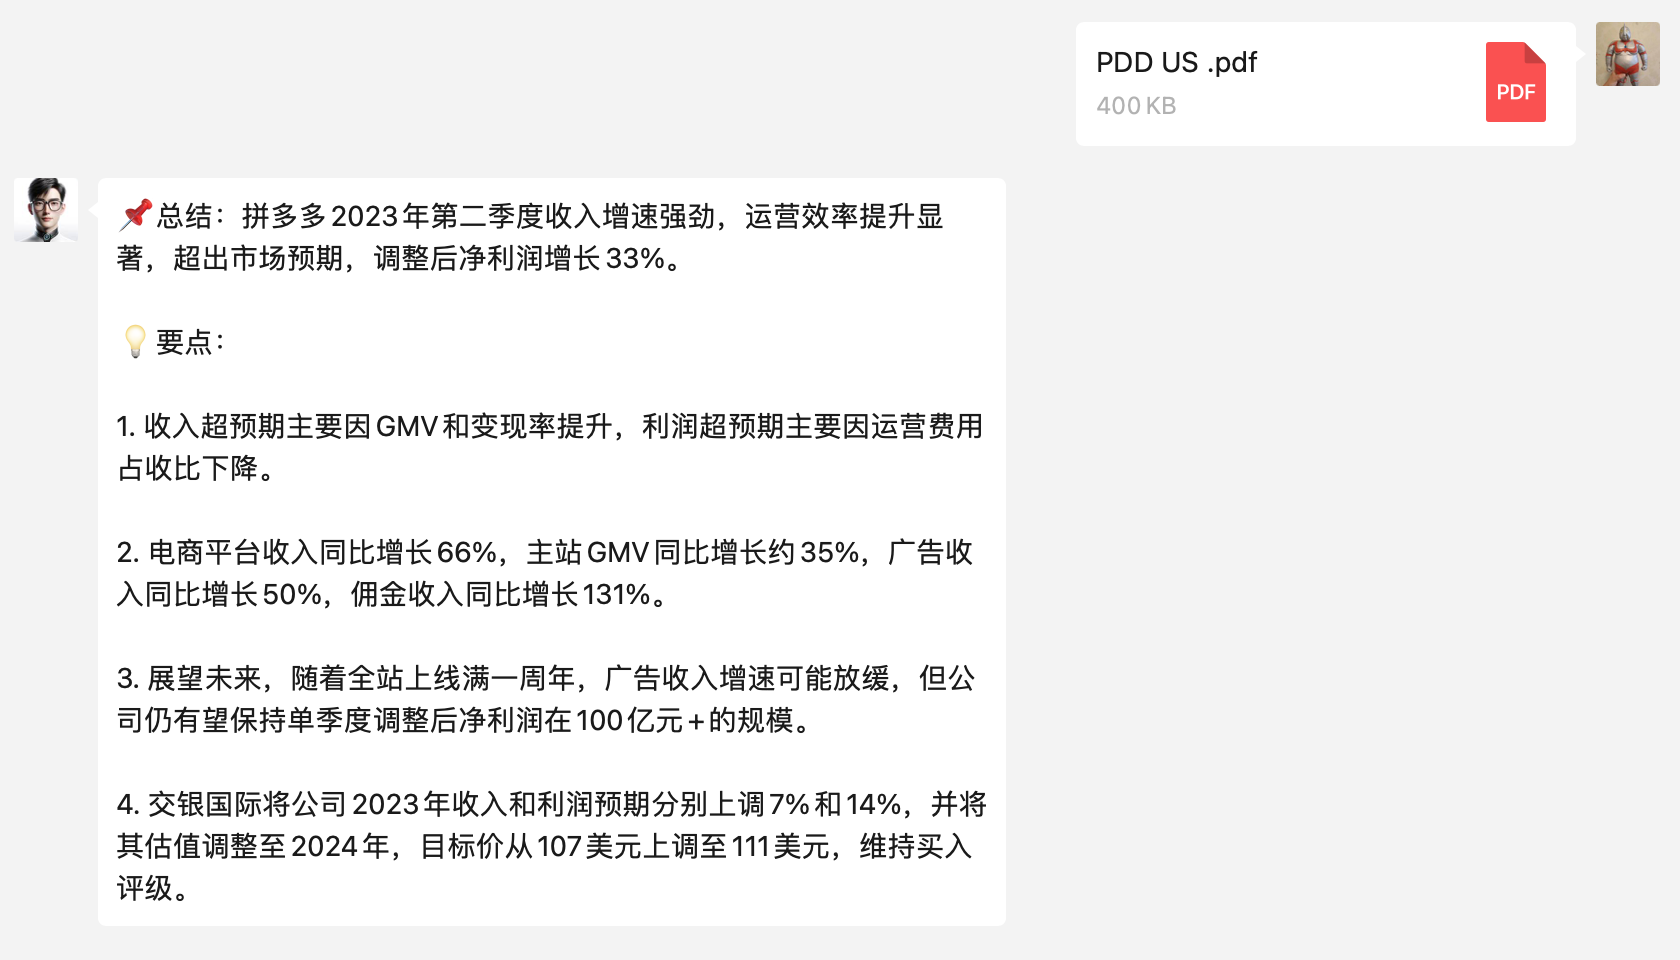 PDD US .pdf
400 KB
PDF
📌总结：拼多多2023年第二季度收入增速强劲，运营效率提升显
著，超出市场预期，调整后净利润增长33%。
💡要点：
1. 收入超预期主要因GMV和变现率提升，利润超预期主要因运营费用
占收比下降。
2. 电商平台收入同比增长66%，主站GMV同比增长约35%，广告收
入同比增长50%，佣金收入同比增长131%。
3. 展望未来，随着全站上线满一周年，广告收入增速可能放缓，但公
司仍有望保持单季度调整后净利润在100亿元+的规模。
4. 交银国际将公司2023年收入和利润预期分别上调7%和14%，并将
其估值调整至2024年，目标价从107美元上调至111美元，维持买入
评级。